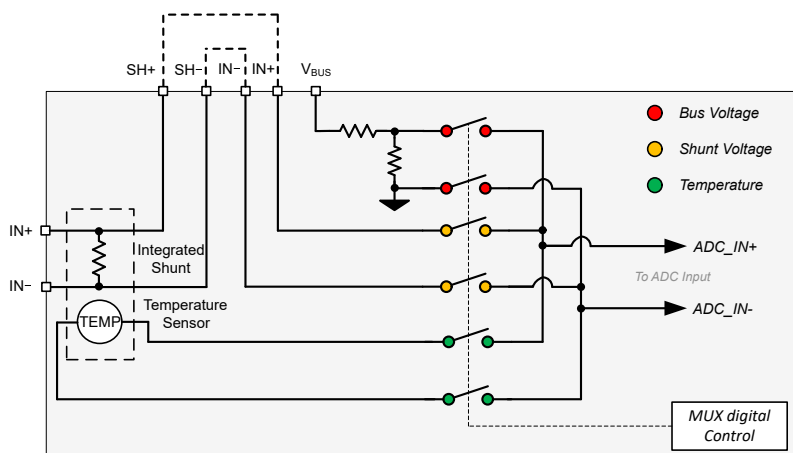 SH+ SH− IN− IN+ VBUS
Bus Voltage
Shunt Voltage
Temperature
IN+
Integrated
Shunt
ADC_IN+
To ADC Input
IN−
Temperature
Sensor
TEMP
ADC_IN-
MUX digital
Control